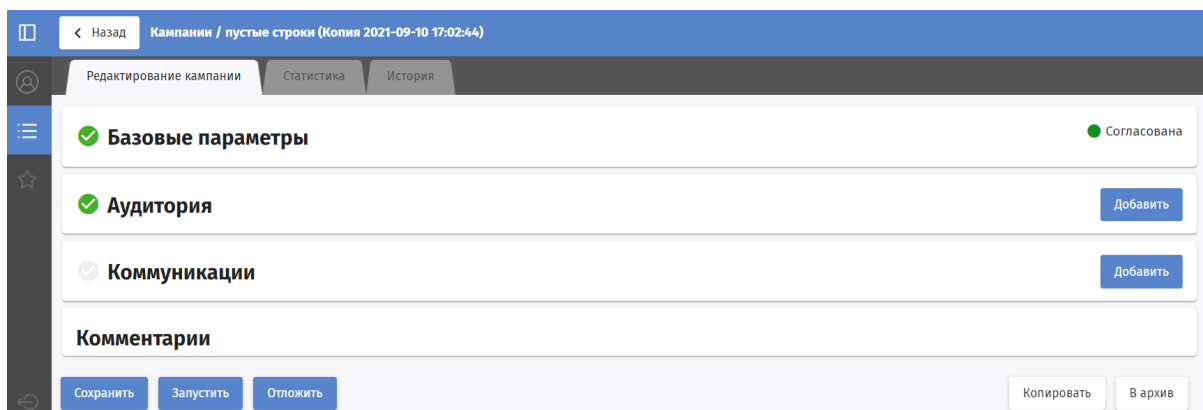 Назад Кампании / пустые строки (Копия 2021-09-10 17:02:44)
Редактирование кампании Статистика История
Базовые параметры Согласована
Аудитория Добавить
Коммуникации Добавить
Комментарии
Сохранить Запустить Отложить Копировать В архив